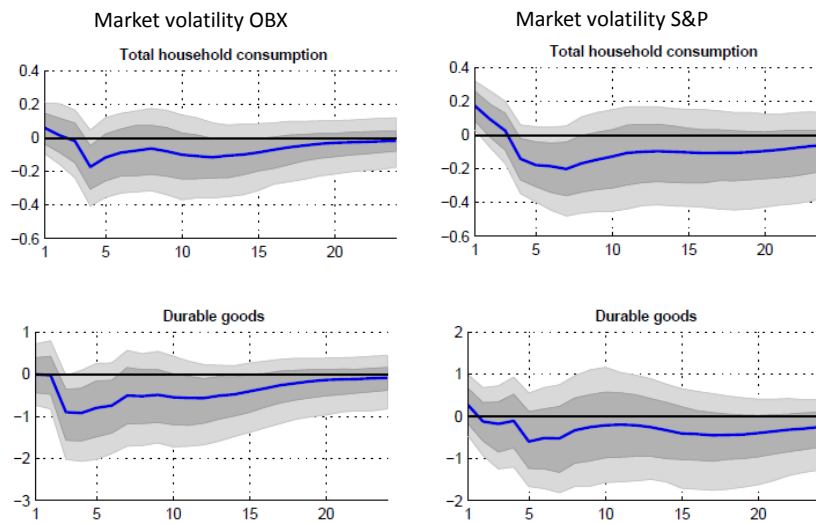 Market volatility OBX
Market volatility S&P
Total household consumption
0.4
0.2
0
−0.2
−0.4
−0.6
1 5 10 15 20
Total household consumption
0.4
0.2
0
−0.2
−0.4
−0.6
1 5 10 15 20
Durable goods
1
0
−1
−2
−3
1 5 10 15 20
Durable goods
2
1
0
−1
−2
1 5 10 15 20